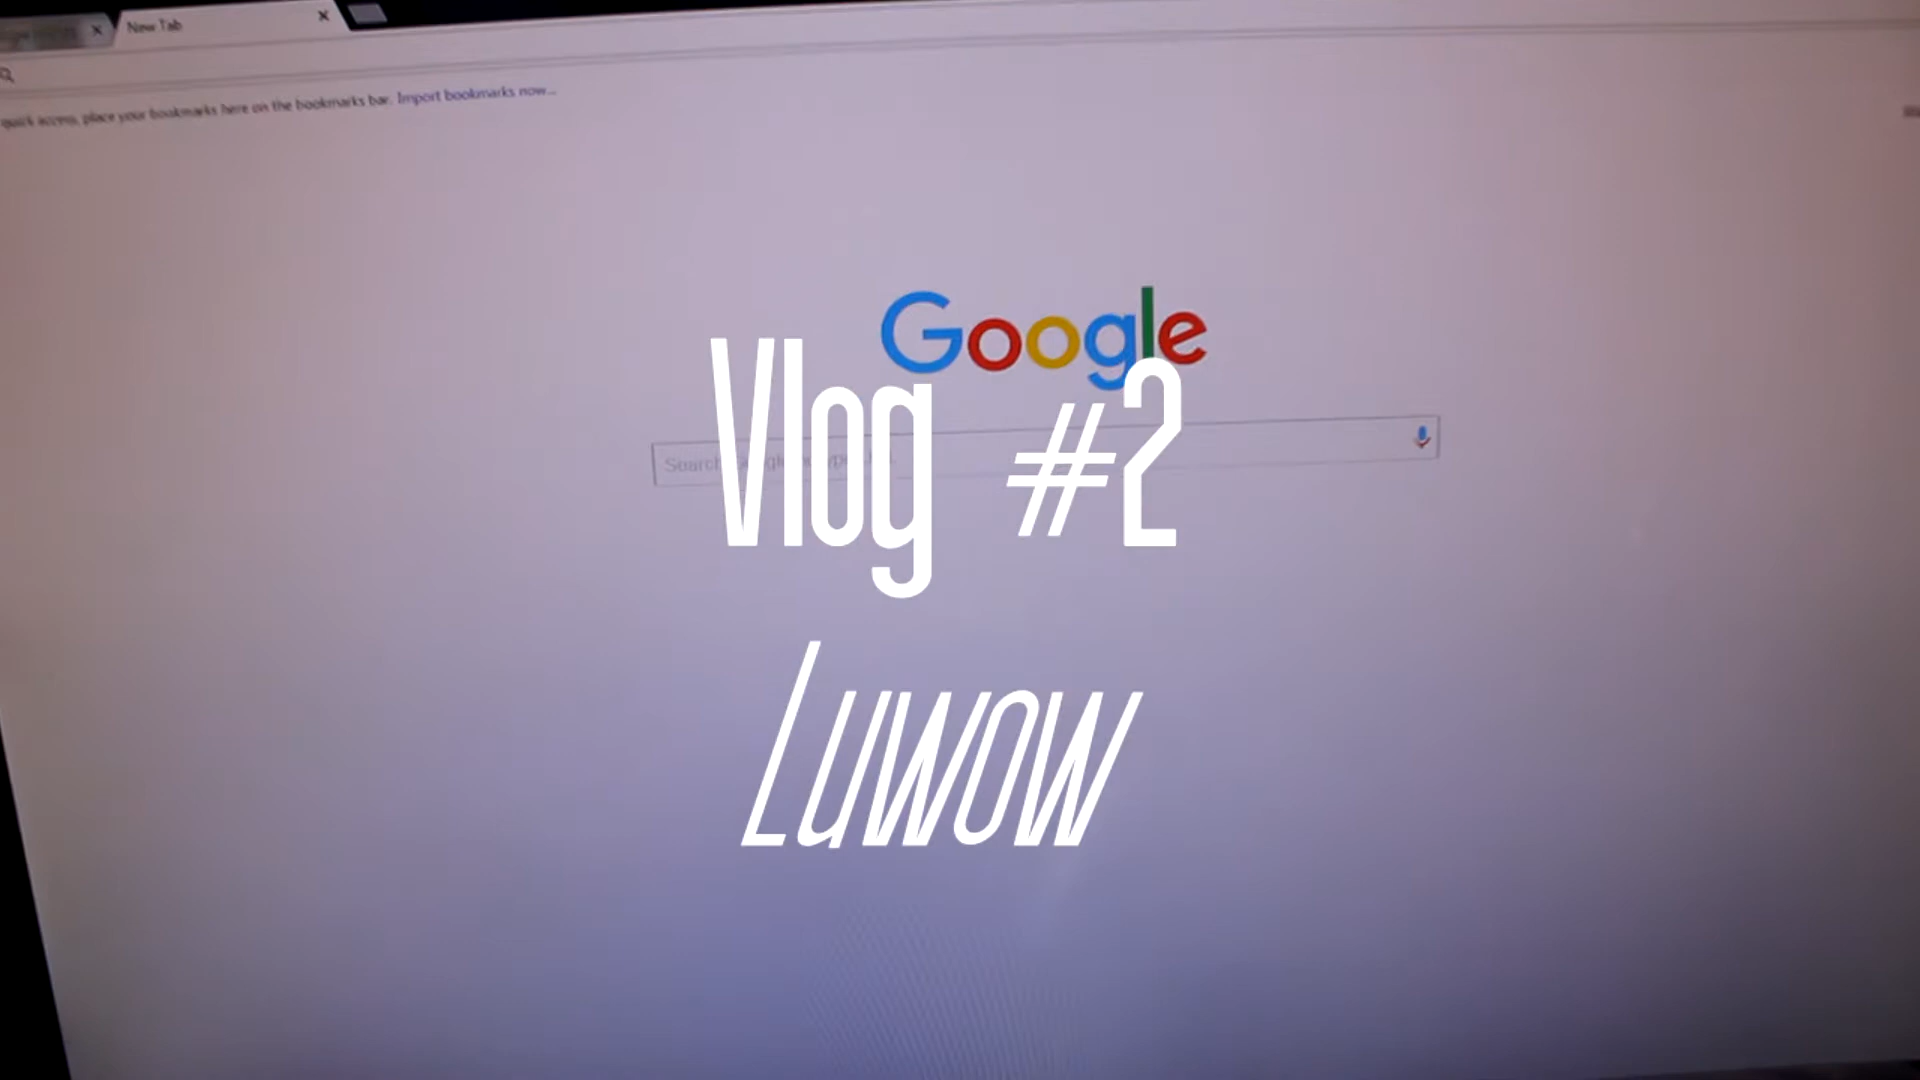 New Tab
quick access, place your bookmarks here on the bookmarks bar. Import bookmarks now...
Google
Vlog #2
Search
Luwow